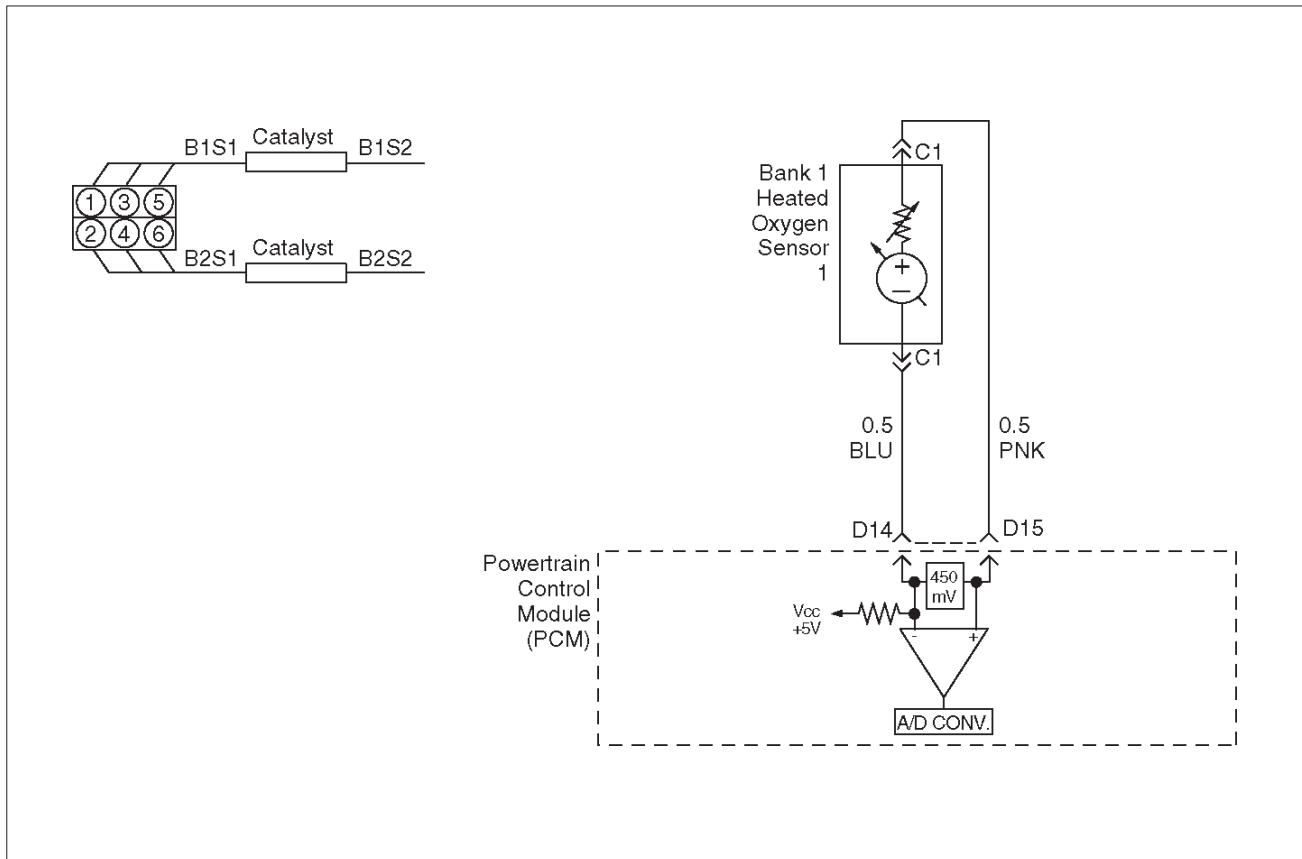 B1S1
Catalyst
B1S2
1 3 5
2 4 6
B2S1
Catalyst
B2S2
C1
Bank 1
Heated
Oxygen
Sensor
1
+
−
C1
0.5
BLU
0.5
PNK
D14
D15
Powertrain
Control
Module
(PCM)
450
mV
Vcc
+5V
- +
A/D CONV.